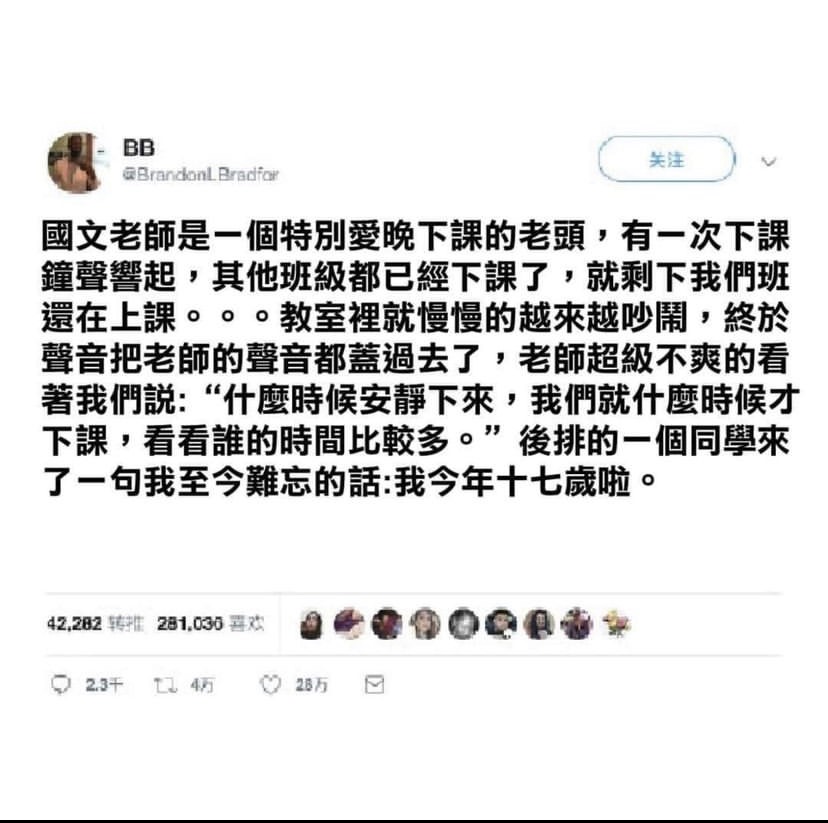 BB
@BrandonLBradfor
关注
國文老師是一個特別愛晚下課的老頭，有一次下課
鐘聲響起，其他班級都已經下課了，就剩下我們班
還在上課。。。教室裡就慢慢的越來越吵鬧，終於
聲音把老師的聲音都蓋過去了，老師超級不爽的看
著我們説:“什麼時候安靜下來，我們就什麼時候才
下課，看看誰的時間比較多。”後排的一個同學來
了一句我至今難忘的話:我今年十七歲啦。
42,282 转推 281,036 喜欢
2.3千 4万 28万